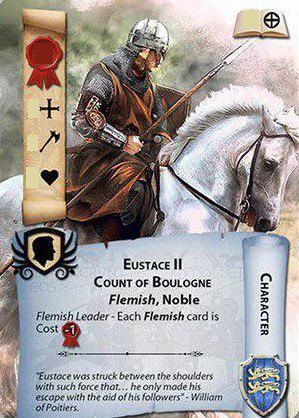 EUSTACE II
COUNT OF BOULOGNE
Flemish, Noble
Flemish Leader - Each Flemish card is
Cost -1
CHARACTER
"Eustace was struck between the shoulders
with such force that... he only made his
escape with the aid of his followers" - William
of Poitiers.